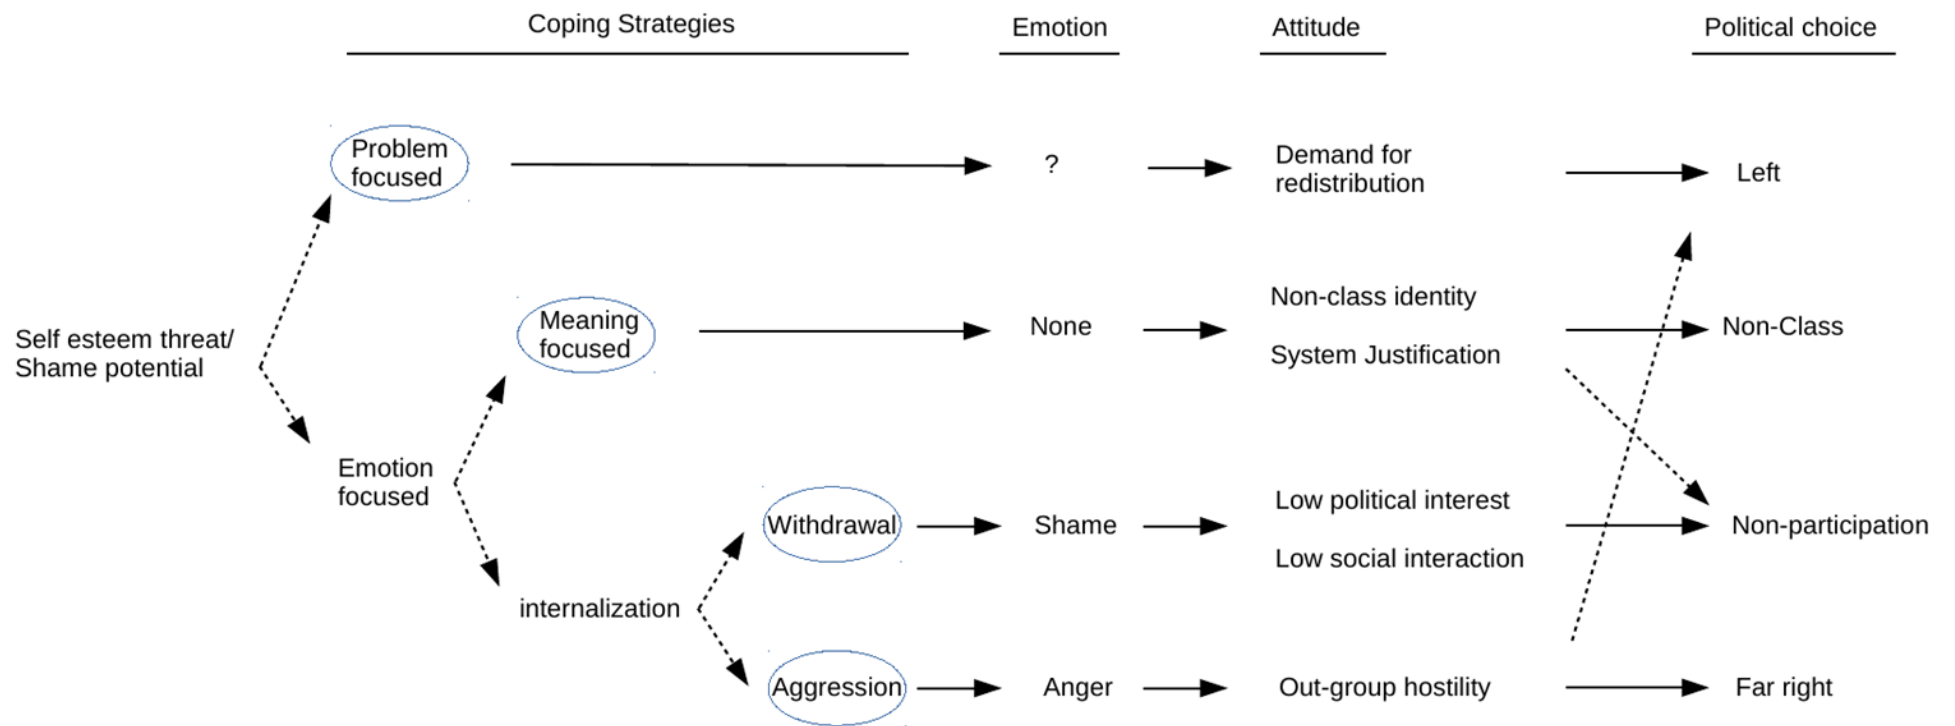 Coping Strategies
Emotion
Attitude
Political choice
Problem
focused
?
Demand for
redistribution
Left
Self esteem threat/
Shame potential
Meaning
focused
None
Non-class identity
System Justification
Non-Class
Emotion
focused
Withdrawal
Shame
Low political interest
Low social interaction
Non-participation
internalization
Aggression
Anger
Out-group hostility
Far right